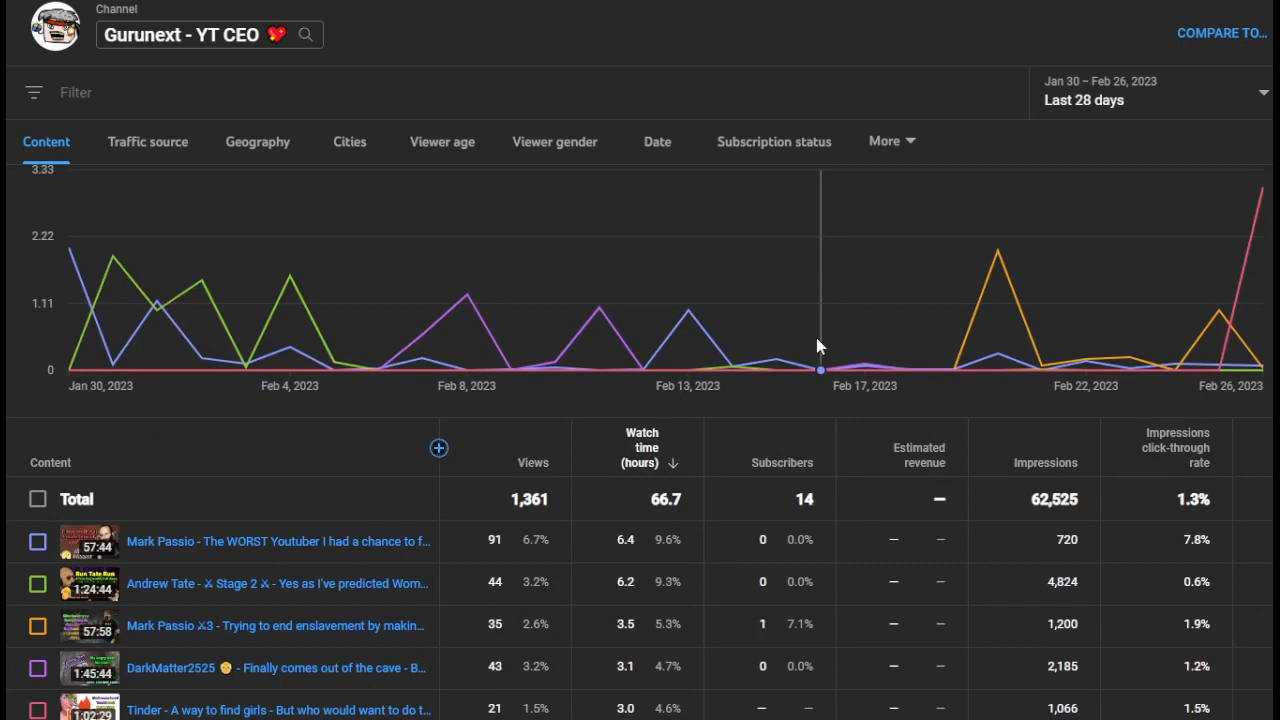 Channel
Gurunext - YT CEO 💖
COMPARE TO...
Filter
Jan 30 – Feb 26, 2023
Last 28 days
Content Traffic source Geography Cities Viewer age Viewer gender Date Subscription status More
3.33
2.22
1.11
0
Jan 30, 2023 Feb 4, 2023 Feb 8, 2023 Feb 13, 2023 Feb 17, 2023 Feb 22, 2023 Feb 26, 2023
Content Views Watch time (hours) Subscribers Estimated revenue Impressions Impressions click-through rate
Total 1,361 66.7 14 — 62,525 1.3%
57:44 Mark Passio - The WORST Youtuber I had a chance to f... 91 6.7% 6.4 9.6% 0 0.0% — — 720 7.8%
1:24:44 Andrew Tate - ⚔ Stage 2 ⚔ - Yes as I've predicted Wom... 44 3.2% 6.2 9.3% 0 0.0% — — 4,824 0.6%
57:58 Mark Passio ⚔3 - Trying to end enslavement by makin... 35 2.6% 3.5 5.3% 1 7.1% — — 1,200 1.9%
1:45:44 DarkMatter2525 - Finally comes out of the cave - B... 43 3.2% 3.1 4.7% 0 0.0% — — 2,185 1.2%
1:02:29 Tinder - A way to find girls - But who would want to do t... 21 1.5% 3.0 4.6% — — — — 1,066 1.5%